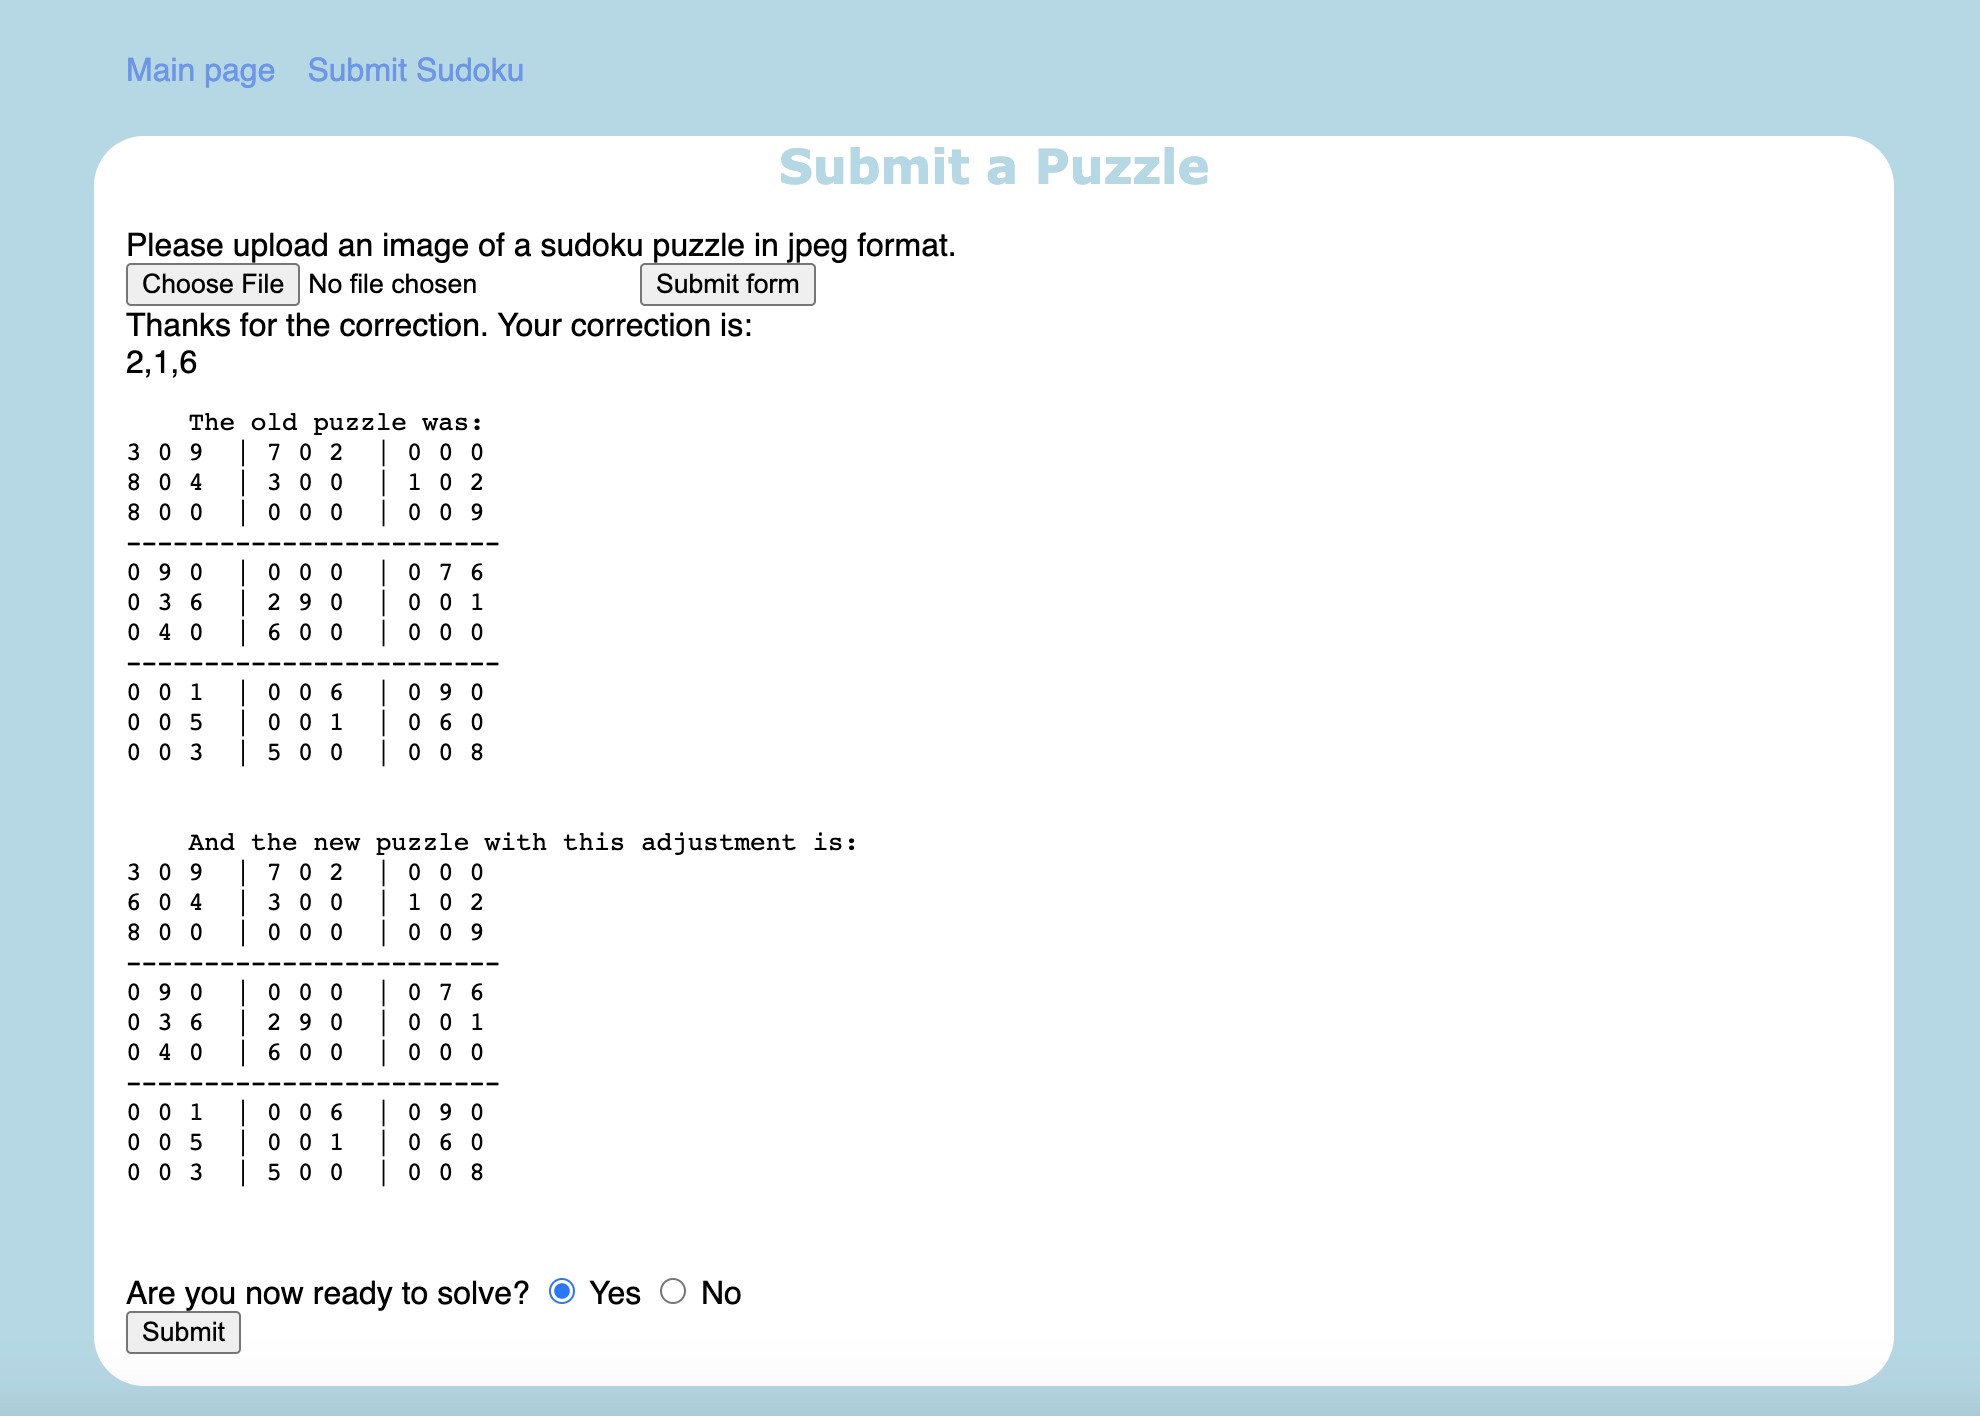 Main page Submit Sudoku
Submit a Puzzle
Please upload an image of a sudoku puzzle in jpeg format.
Choose File No file chosen Submit form
Thanks for the correction. Your correction is:
2,1,6
The old puzzle was:
3 0 9 | 7 0 2 | 0 0 0
8 0 4 | 3 0 0 | 1 0 2
8 0 0 | 0 0 0 | 0 0 9
------------------------
0 9 0 | 0 0 0 | 0 7 6
0 3 6 | 2 9 0 | 0 0 1
0 4 0 | 6 0 0 | 0 0 0
------------------------
0 0 1 | 0 0 6 | 0 9 0
0 0 5 | 0 0 1 | 0 6 0
0 0 3 | 5 0 0 | 0 0 8
And the new puzzle with this adjustment is:
3 0 9 | 7 0 2 | 0 0 0
6 0 4 | 3 0 0 | 1 0 2
8 0 0 | 0 0 0 | 0 0 9
------------------------
0 9 0 | 0 0 0 | 0 7 6
0 3 6 | 2 9 0 | 0 0 1
0 4 0 | 6 0 0 | 0 0 0
------------------------
0 0 1 | 0 0 6 | 0 9 0
0 0 5 | 0 0 1 | 0 6 0
0 0 3 | 5 0 0 | 0 0 8
Are you now ready to solve? Yes No
Submit